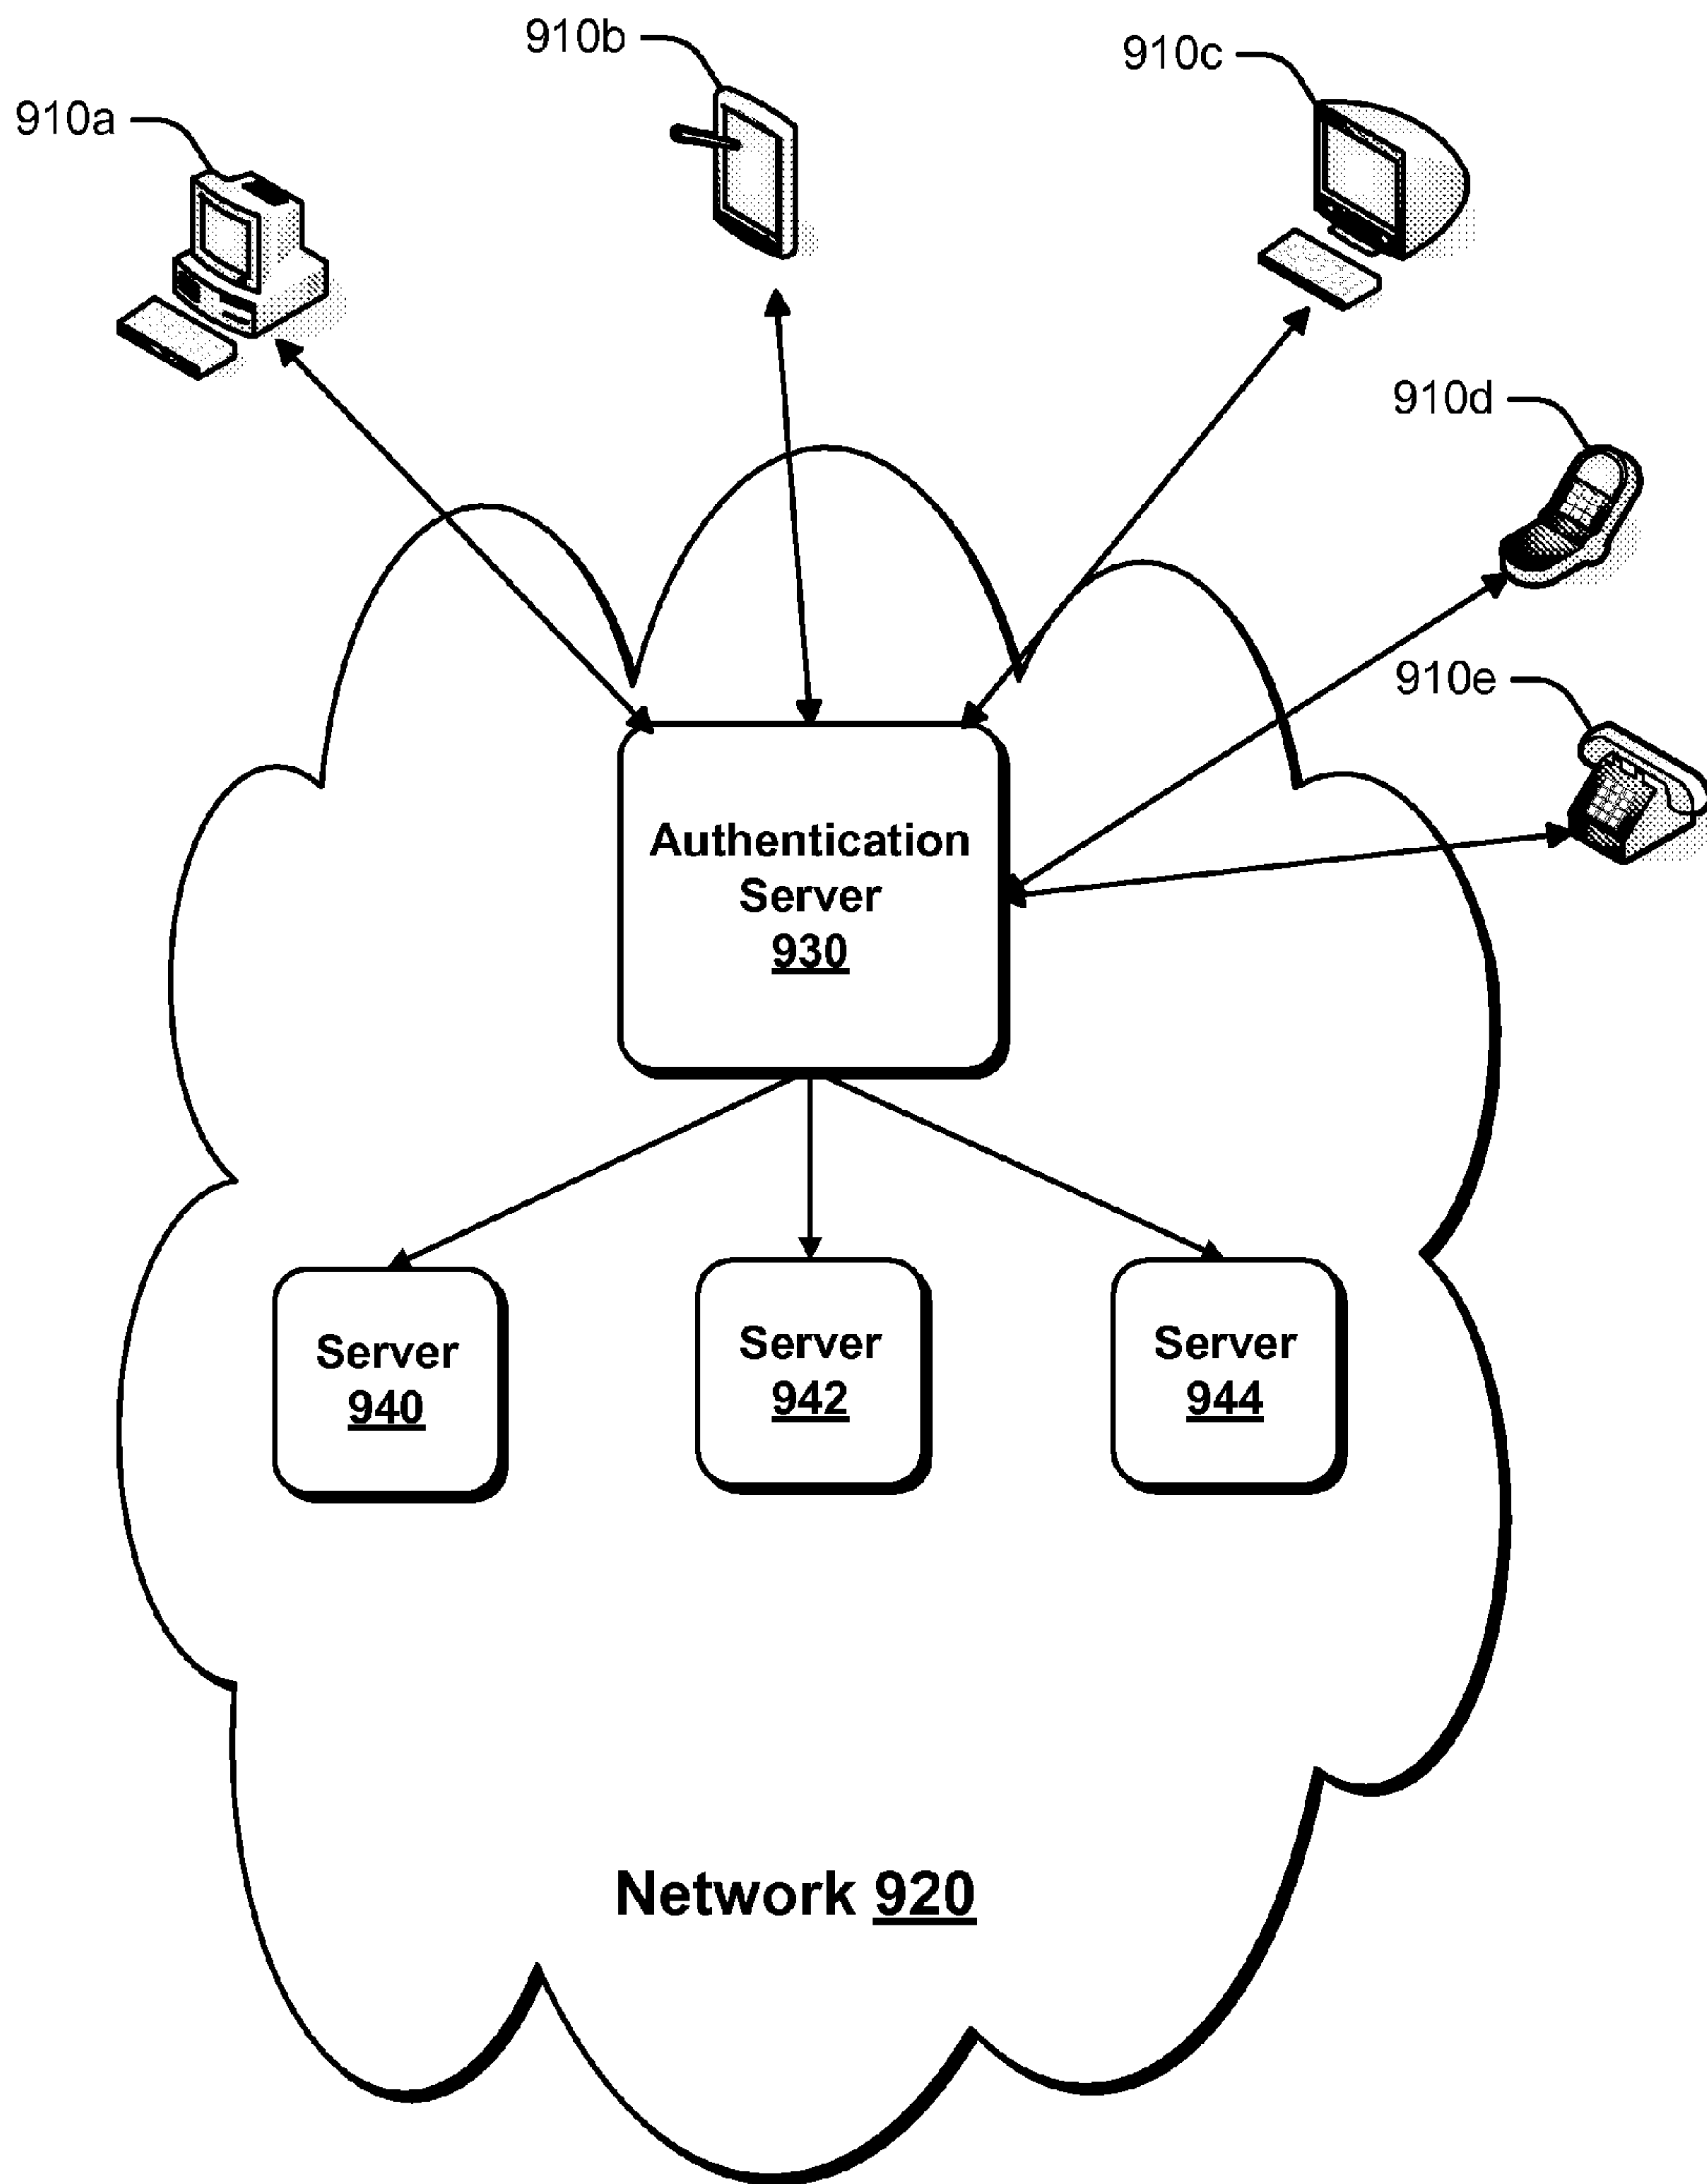 910b
910c
910a
910d
910e
Authentication
Server
930
Server
940
Server
942
Server
944
Network 920